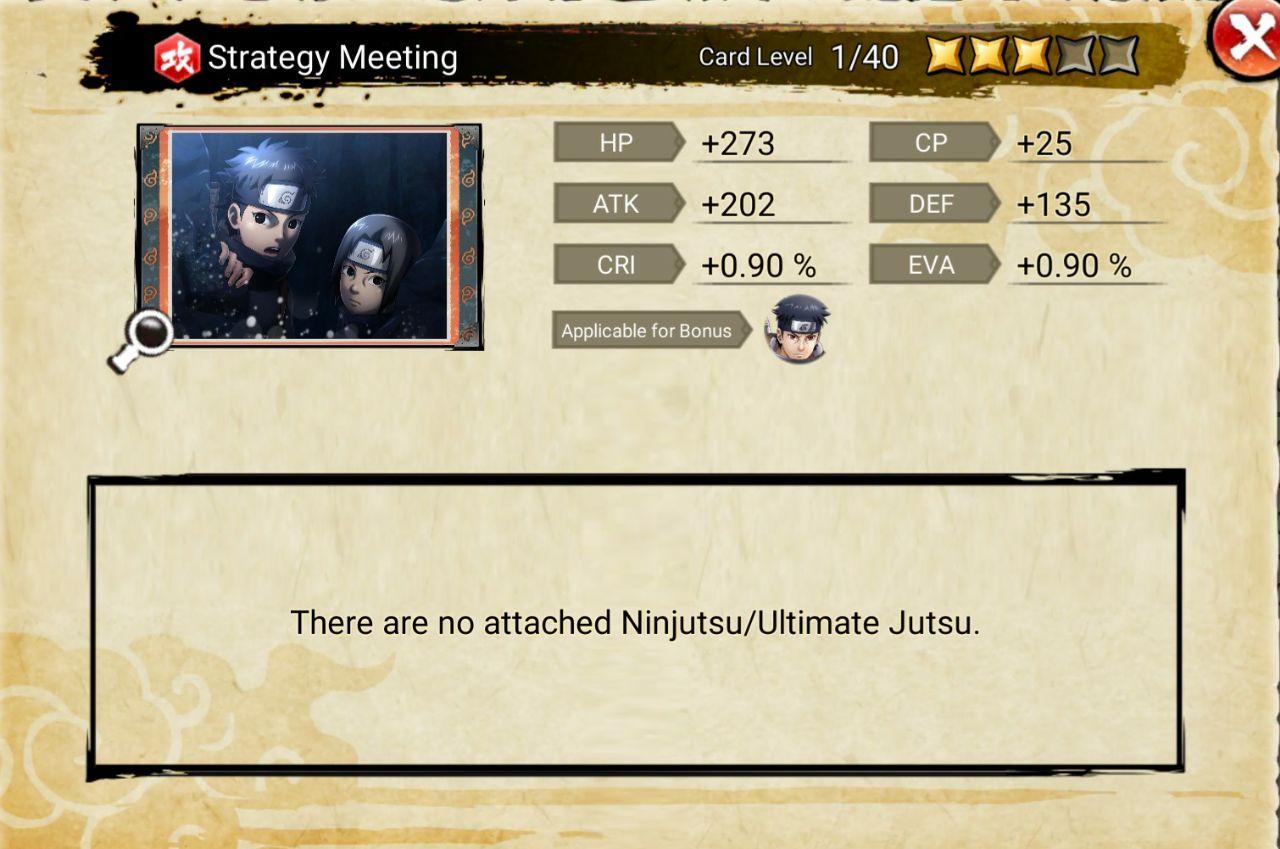 攻 Strategy Meeting Card Level 1/40
HP +273 CP +25
ATK +202 DEF +135
CRI +0.90 % EVA +0.90 %
Applicable for Bonus
There are no attached Ninjutsu/Ultimate Jutsu.